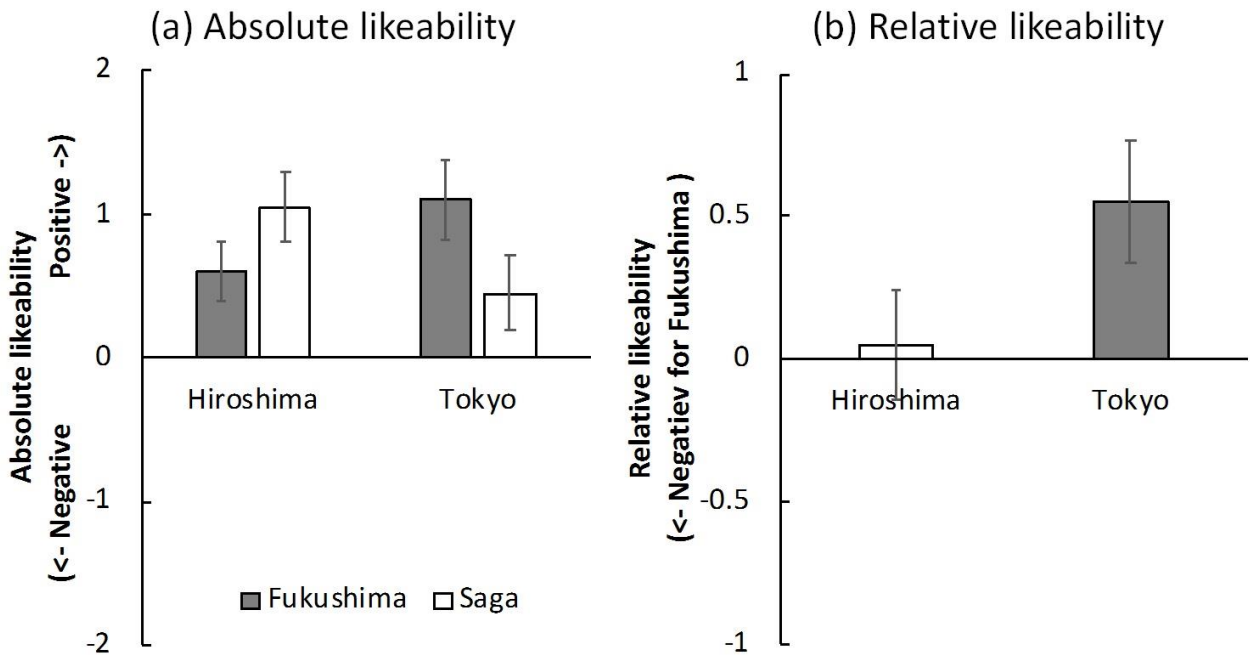 (a) Absolute likeability
2
1
0
-1
-2
Absolute likeability
(<- Negative Positive ->)
Hiroshima
Tokyo
Fukushima
Saga
(b) Relative likeability
1
0.5
0
-0.5
-1
Relative likeability
(<- Negatiev for Fukushima )
Hiroshima
Tokyo